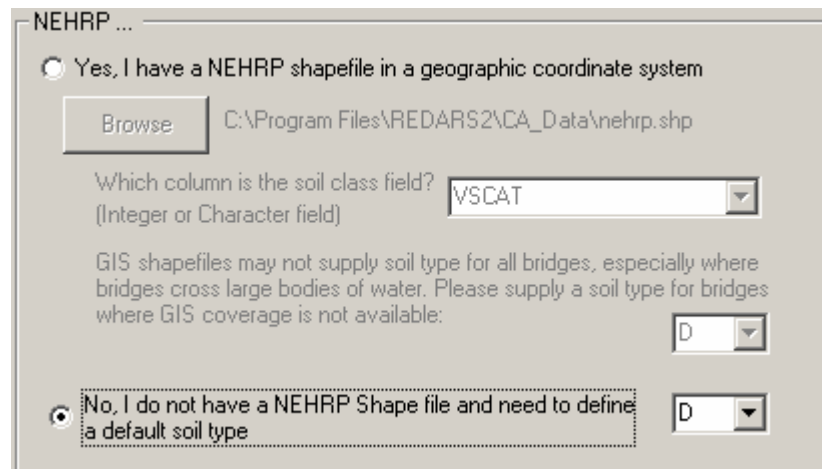 NEHRP ...
Yes, I have a NEHRP shapefile in a geographic coordinate system
Browse C:\Program Files\REDARS2\CA_Data\nehrp.shp
Which column is the soil class field? VSCAT
(Integer or Character field)
GIS shapefiles may not supply soil type for all bridges, especially where
bridges cross large bodies of water. Please supply a soil type for bridges
where GIS coverage is not available:
D
No, I do not have a NEHRP Shape file and need to define D
a default soil type